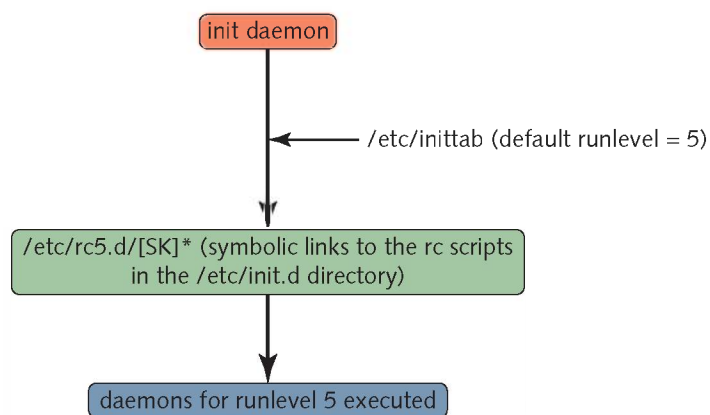 init daemon
/etc/inittab (default runlevel = 5)
/etc/rc5.d/[SK]* (symbolic links to the rc scripts
in the /etc/init.d directory)
daemons for runlevel 5 executed